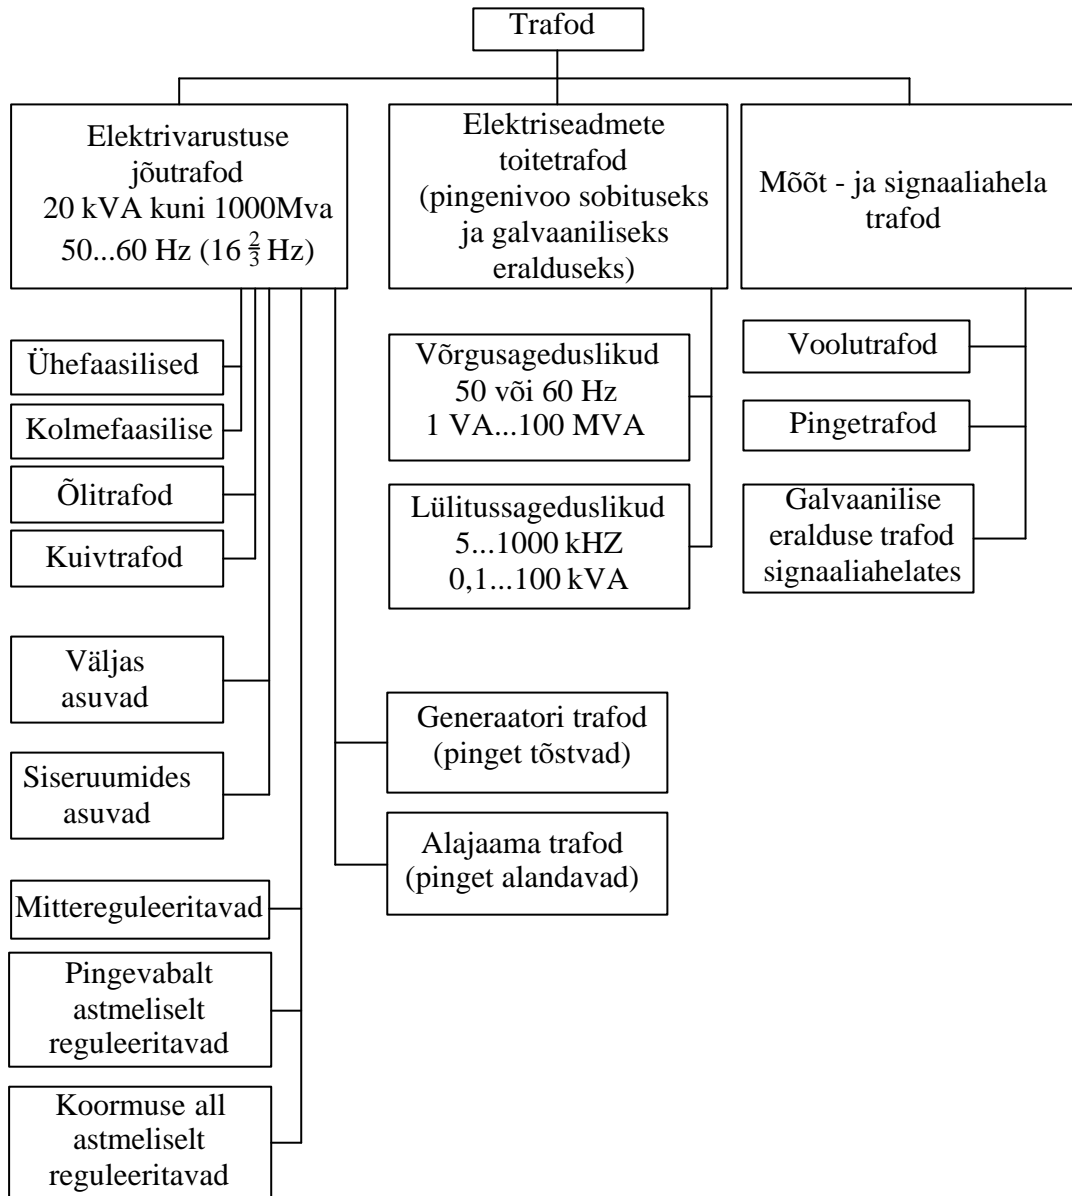 Trafod
Elektrivarustuse
jõutrafod
20 kVA kuni 1000Mva
50...60 Hz (16 2/3 Hz)
Elektriseadmete
toitetrafod
(pingenivoo sobituseks
ja galvaaniliseks
eralduseks)
Mõõt - ja signaaliahela
trafod
Ühefaasilised
Kolmefaasilise
Õlitrafod
Kuivtrafod
Väljas
asuvad
Siseruumides
asuvad
Mittereguleeritavad
Pingevabalt
astmeliselt
reguleeritavad
Koormuse all
astmeliselt
reguleeritavad
Generaatori trafod
(pinget tõstvad)
Alajaama trafod
(pinget alandavad)
Võrgusageduslikud
50 või 60 Hz
1 VA...100 MVA
Lülitussageduslikud
5...1000 kHZ
0,1...100 kVA
Voolutrafod
Pingetrafod
Galvaanilise
eralduse trafod
signaaliahelates